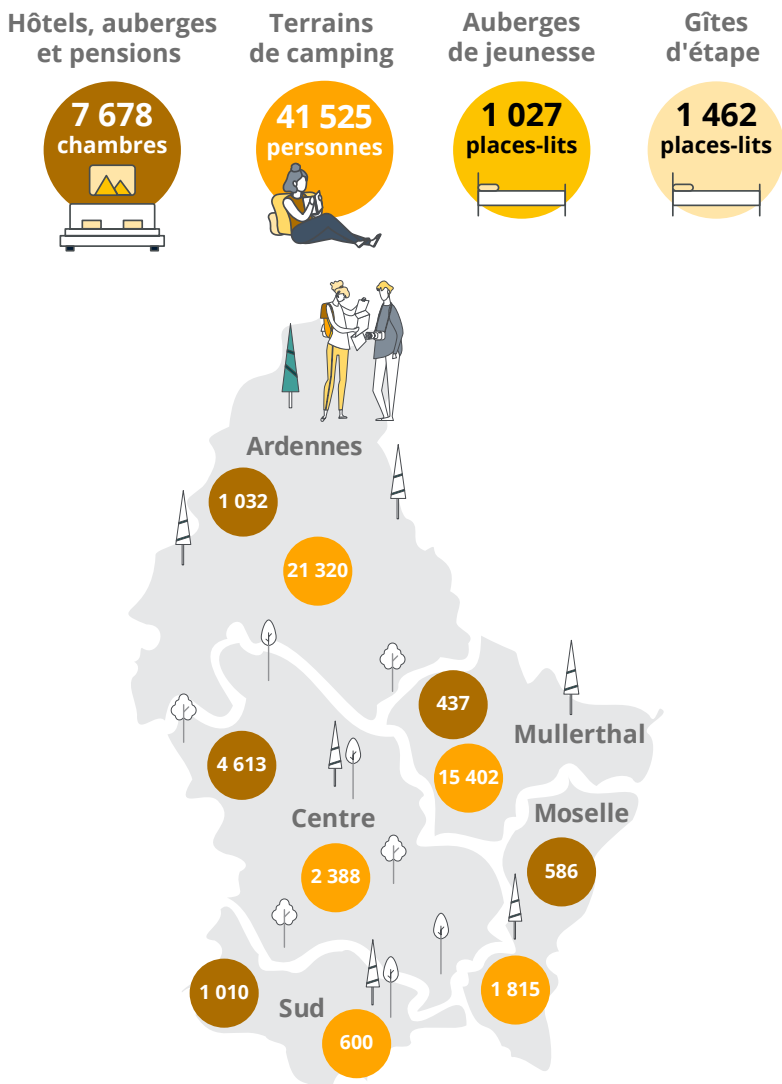 Hôtels, auberges
et pensions
7 678
chambres
Terrains
de camping
41 525
personnes
Auberges
de jeunesse
1 027
places-lits
Gîtes
d'étape
1 462
places-lits
Ardennes
1 032
21 320
437
Mullerthal
15 402
4 613
Centre
2 388
Moselle
586
1 815
1 010
Sud
600